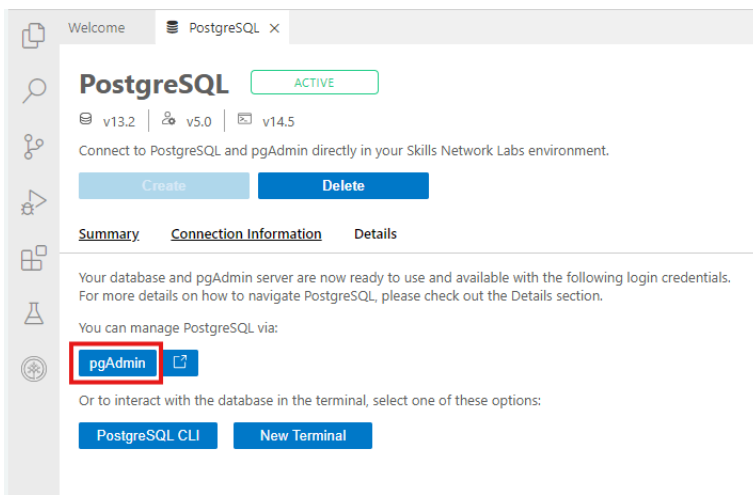 Welcome
PostgreSQL
PostgreSQL
ACTIVE
v13.2
v5.0
v14.5
Connect to PostgreSQL and pgAdmin directly in your Skills Network Labs environment.
Create
Delete
Summary
Connection Information
Details
Your database and pgAdmin server are now ready to use and available with the following login credentials.
For more details on how to navigate PostgreSQL, please check out the Details section.
You can manage PostgreSQL via:
pgAdmin
Or to interact with the database in the terminal, select one of these options:
PostgreSQL CLI
New Terminal